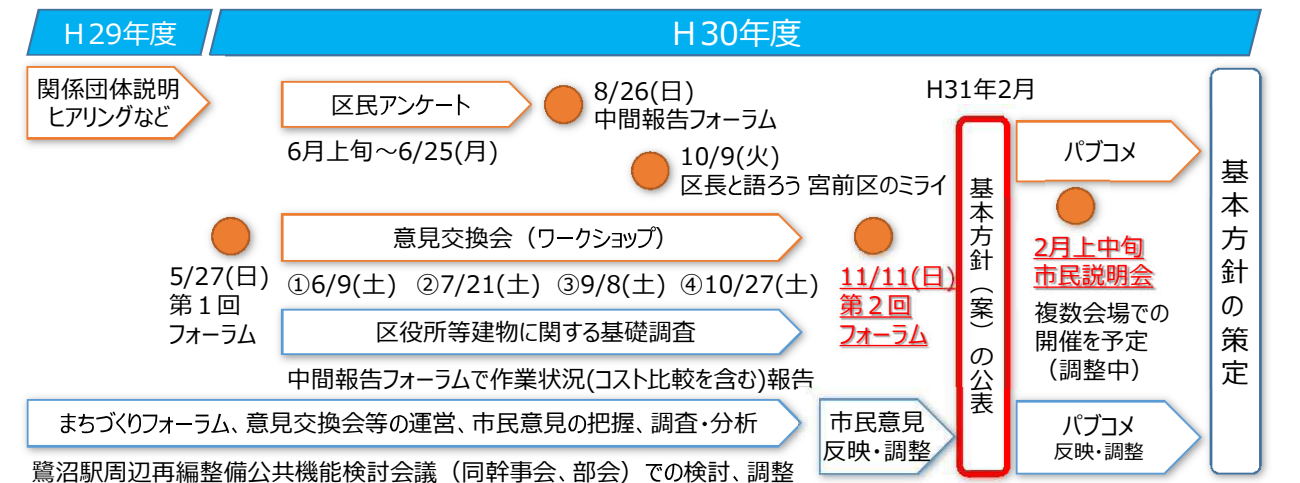 H29年度
H30年度
関係団体説明
ヒアリングなど
区民アンケート
6月上旬～6/25(月)
8/26(日)
中間報告フォーラム
10/9(火)
区長と語ろう 宮前区のミライ
5/27(日)
第１回
フォーラム
意見交換会（ワークショップ）
①6/9(土) ②7/21(土) ③9/8(土) ④10/27(土)
区役所等建物に関する基礎調査
中間報告フォーラムで作業状況(コスト比較を含む)報告
11/11(日)
第２回
フォーラム
まちづくりフォーラム、意見交換会等の運営、市民意見の把握、調査・分析
鷺沼駅周辺再編整備公共機能検討会議（同幹事会、部会）での検討、調整
市民意見
反映・調整
H31年2月
基本方針（案）の公表
パブコメ
2月上中旬
市民説明会
複数会場での
開催を予定
（調整中）
パブコメ
反映・調整
基本方針の策定